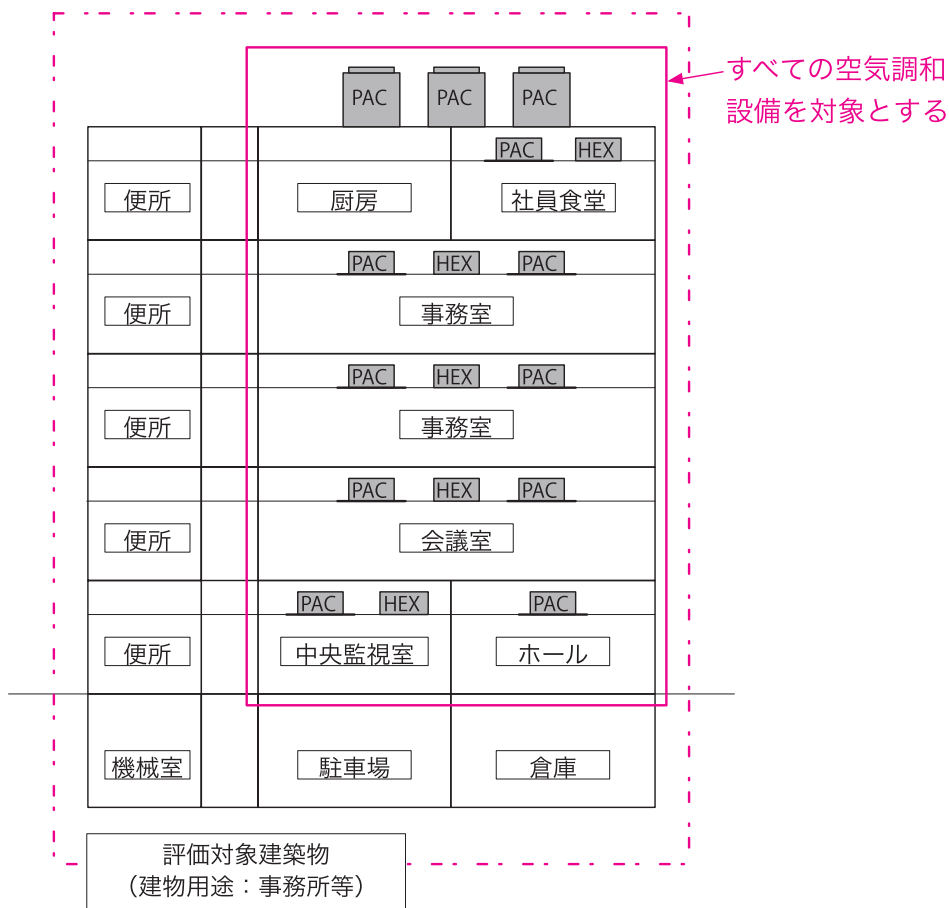 すべての空気調和
設備を対象とする
PAC PAC PAC
PAC HEX
便所 厨房 社員食堂
PAC HEX PAC
便所 事務室
PAC HEX PAC
便所 事務室
PAC HEX PAC
便所 会議室
PAC HEX PAC
便所 中央監視室 ホール
機械室 駐車場 倉庫
評価対象建築物
（建物用途：事務所等）